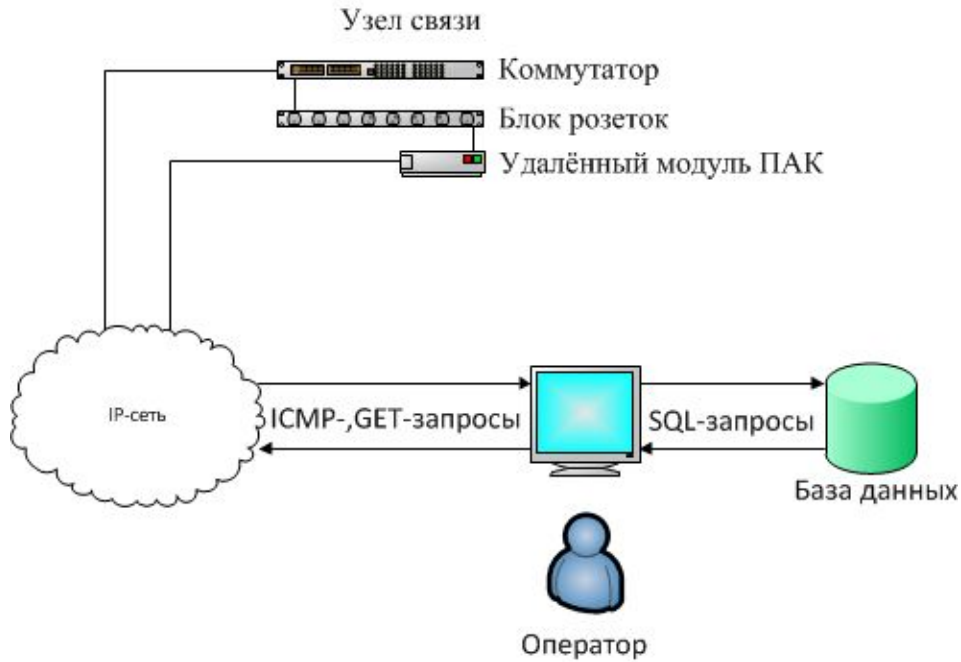 Узел связи
Коммутатор
Блок розеток
Удалённый модуль ПАК
IP-сеть
ICMP-,GET-запросы
SQL-запросы
База данных
Оператор